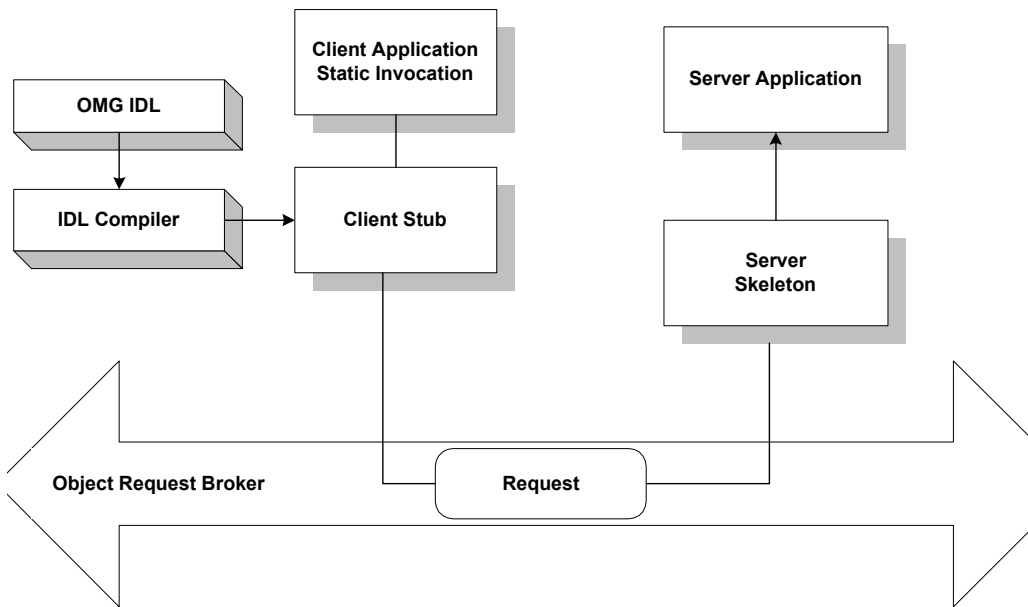 Client Application
Static Invocation
Server Application
OMG IDL
IDL Compiler
Client Stub
Server
Skeleton
Object Request Broker
Request